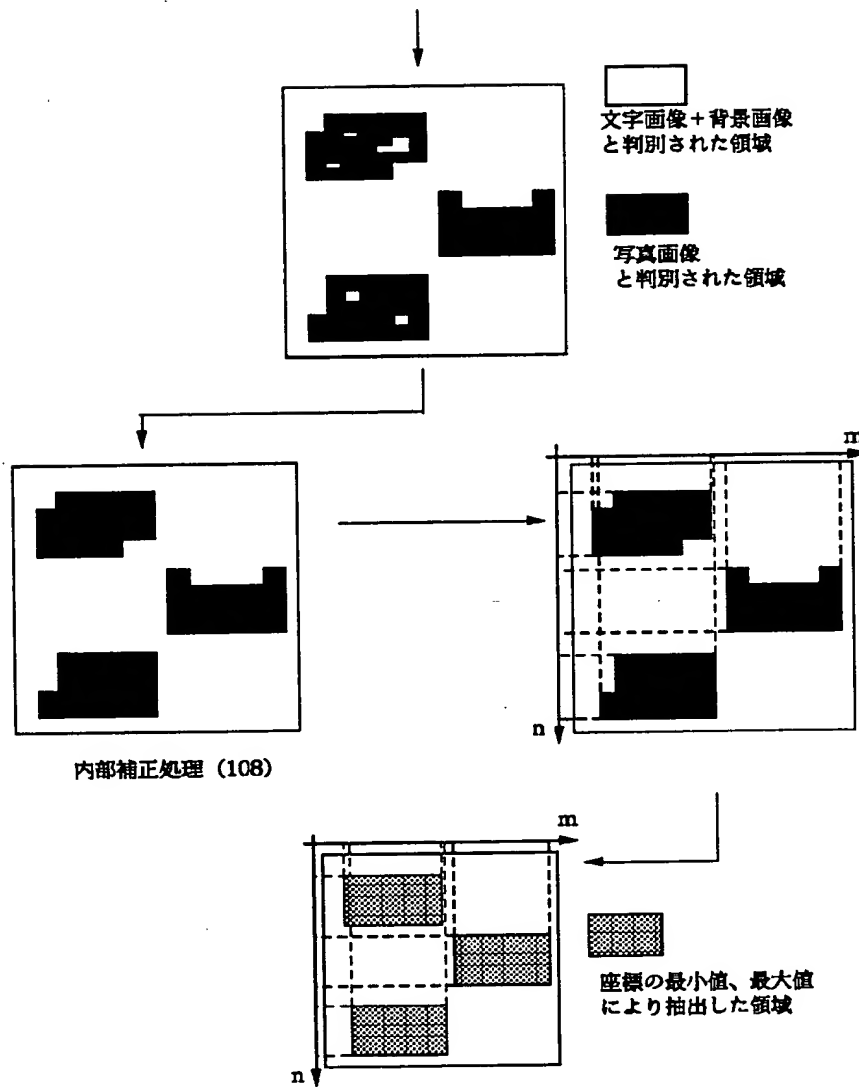 文字画像+背景画像
と判別された領域
写真画像
と判別された領域
m
n
内部補正処理 (108)
m
n
座標の最小値、最大値
により抽出した領域